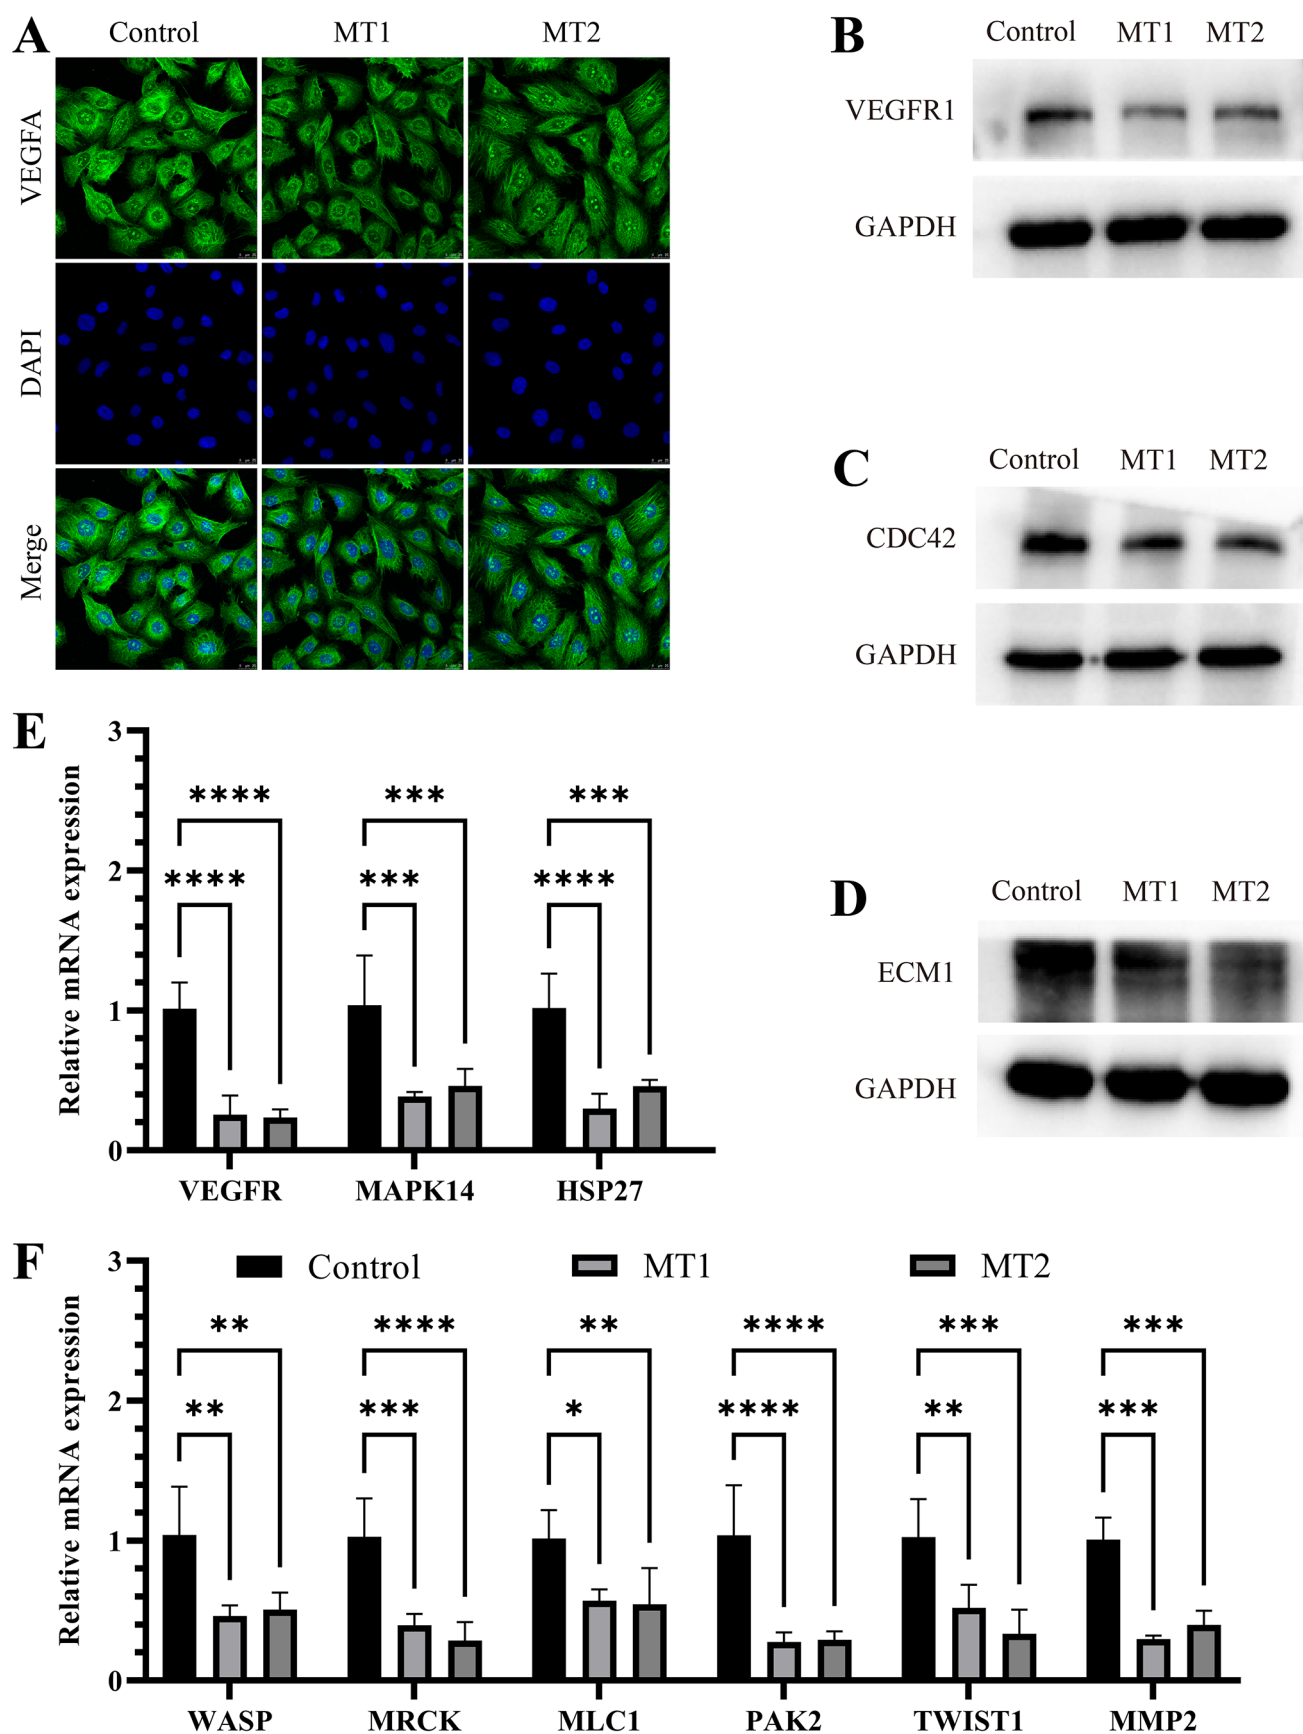 A
Control MT1 MT2
VEGFA
DAPI
Merge
B
Control MT1 MT2
VEGFR1
GAPDH
C
Control MT1 MT2
CDC42
GAPDH
D
Control MT1 MT2
ECM1
GAPDH
E
Relative mRNA expression
3
2
1
0
**** *** ***
**** *** ****
VEGFR MAPK14 HSP27
F
Control MT1 MT2
Relative mRNA expression
3
2
1
0
** **** ** **** *** ***
** *** * **** ** ***
WASP MRCK MLC1 PAK2 TWIST1 MMP2